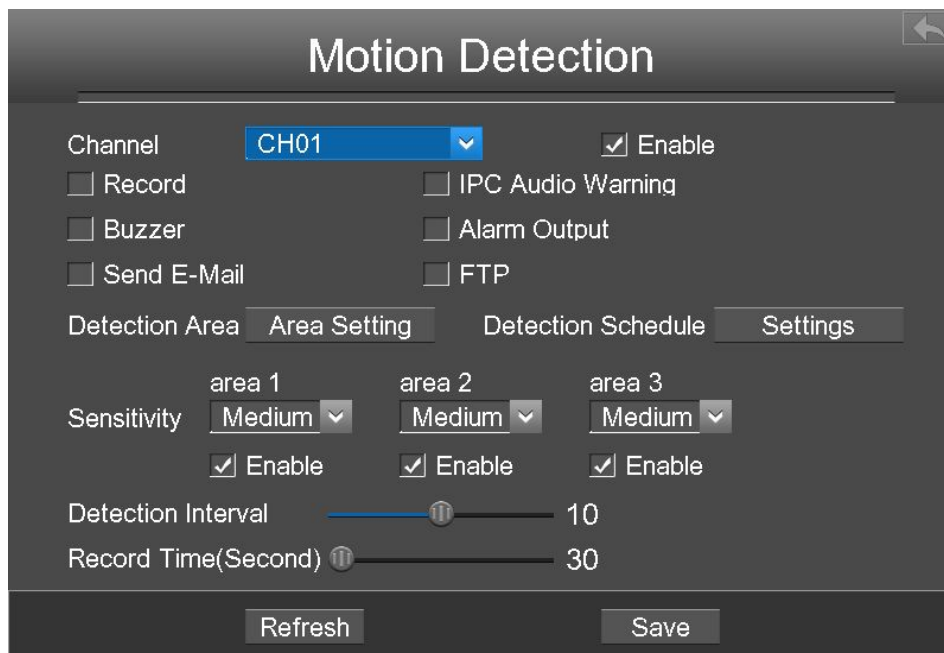 Motion Detection
Channel CH01 Enable
Record IPC Audio Warning
Buzzer Alarm Output
Send E-Mail FTP
Detection Area Area Setting Detection Schedule Settings
area 1 area 2 area 3
Sensitivity Medium Medium Medium
Enable Enable Enable
Detection Interval 10
Record Time(Second) 30
Refresh Save